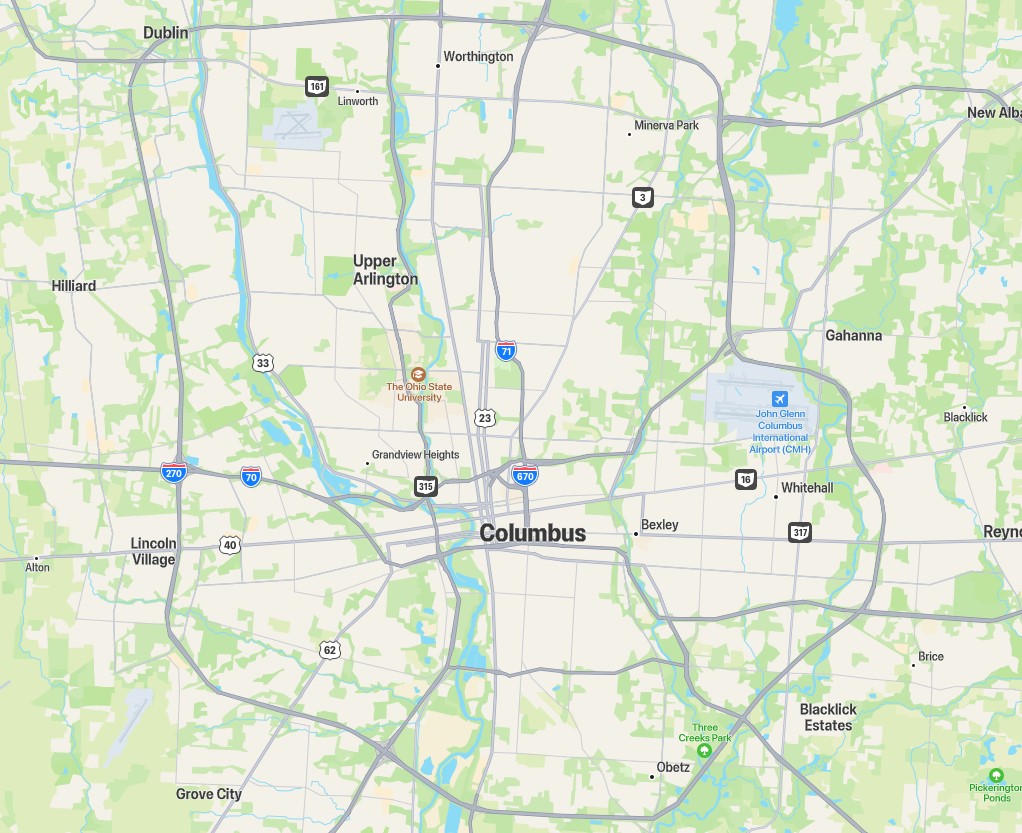 Dublin
Worthington
161
Linworth
New Alba
Minerva Park
3
Upper
Arlington
Hilliard
Gahanna
71
33
The Ohio State
University
John Glenn
Columbus
International
Airport (CMH)
23
Blacklick
Grandview Heights
270
70
670
315
16
Whitehall
Bexley
Columbus
317
Reyno
40
Lincoln
Village
Alton
62
Brice
Blacklick
Estates
Three
Creeks Park
Obetz
Pickerington
Ponds
Grove City